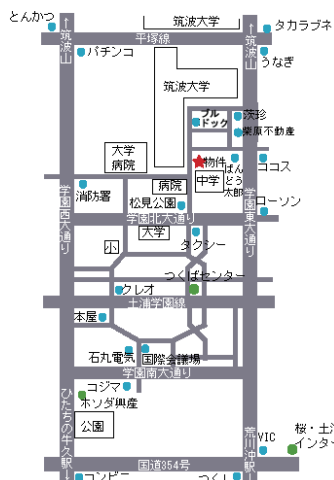 とんかつ
↑筑波山
筑波大学
↑筑波山
タカラブネ
平塚線
パチンコ
うなぎ
筑波大学
ブル
ドック
茨珍
栗原不動産
大学
病院
★物件
ココス
ばん
どう
太郎
中学
病院
消防署
松見公園
ローソン
学園西大通り
学園北大通り
学園東大通り
大学
小
タクシー
つくばセンター
クレオ
土浦学園線
本屋
石丸電気
国際会議場
学園南大通り
コジマ
ホソダ興産
公園
ひたちの牛久駅↓
荒川沖駅↓
VIC
桜・土浦
インター
国道354号
コンビニ